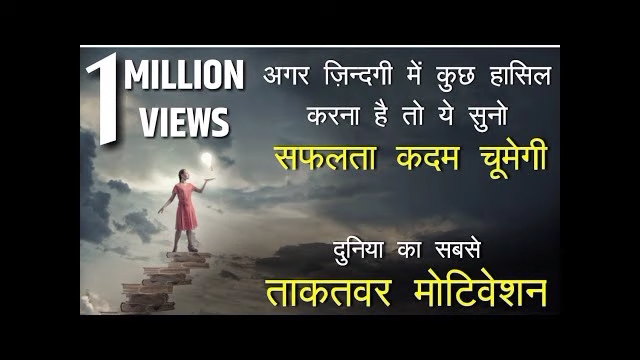 1 MILLION
VIEWS
अगर ज़िन्दगी में कुछ हासिल
करना है तो ये सुनो
सफलता कदम चूमेगी
दुनिया का सबसे
ताकतवर मोटिवेशन